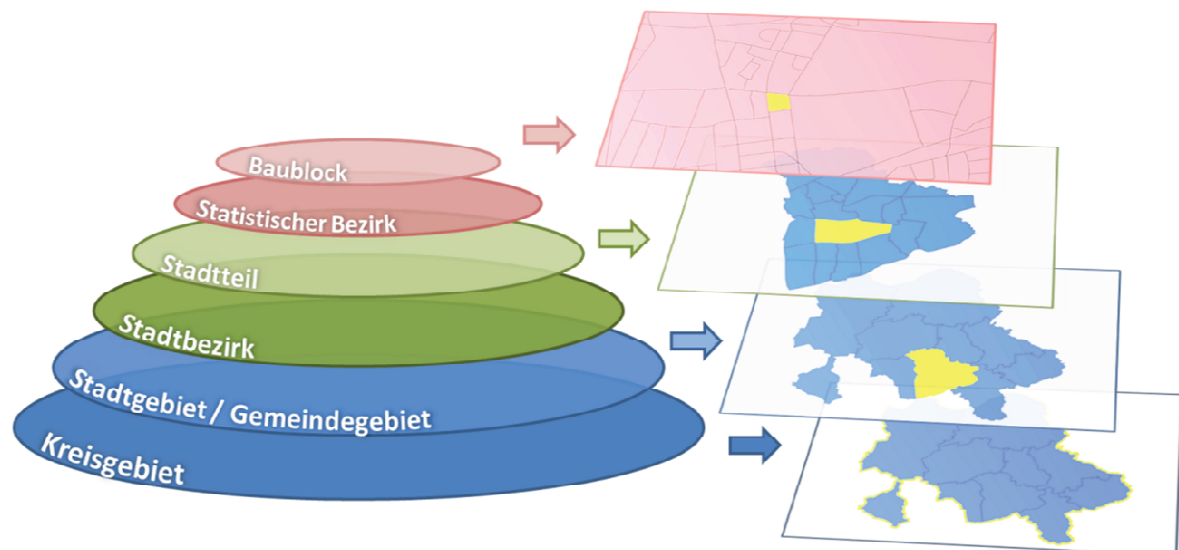 Baublock
Statistischer Bezirk
Stadtteil
Stadtbezirk
Stadtgebiet / Gemeindegebiet
Kreisgebiet